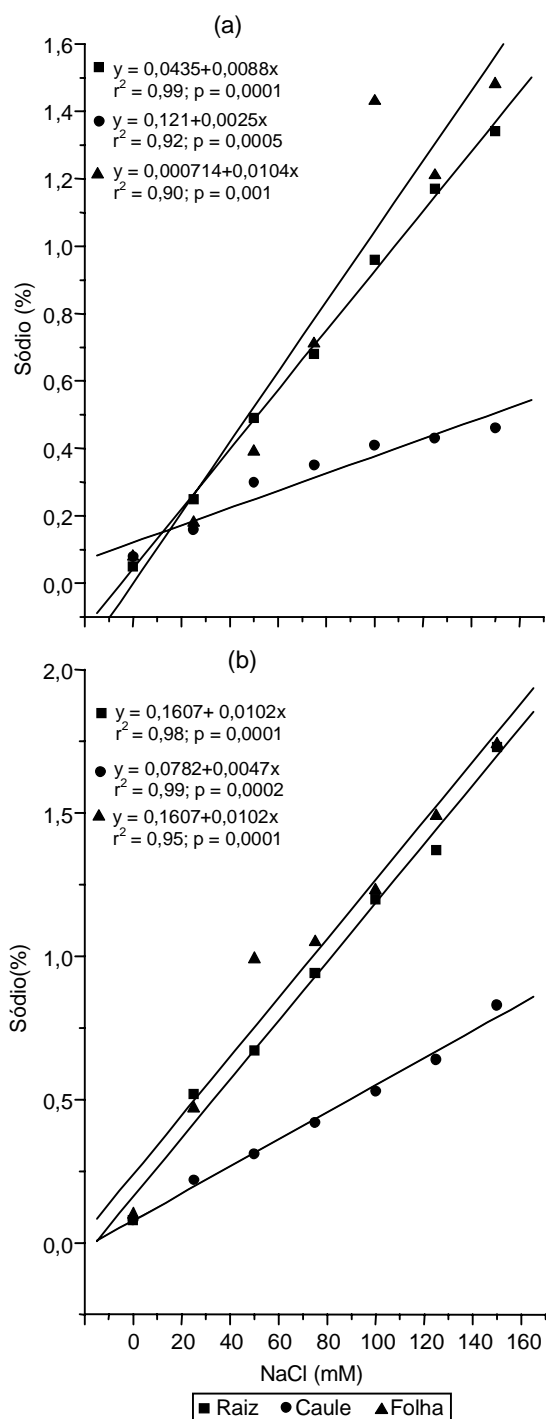 (a)
1,6
1,4
1,2
1,0
0,8
0,6
0,4
0,2
0,0
Sódio (%)
y = 0,0435+0,0088x
r2 = 0,99; p = 0,0001
y = 0,121+0,0025x
r2 = 0,92; p = 0,0005
y = 0,000714+0,0104x
r2 = 0,90; p = 0,001
(b)
2,0
1,5
1,0
0,5
0,0
Sódio(%)
y = 0,1607+ 0,0102x
r2 = 0,98; p = 0,0001
y = 0,0782+0,0047x
r2 = 0,99; p = 0,0002
y = 0,1607+0,0102x
r2 = 0,95; p = 0,0001
0 20 40 60 80 100 120 140 160
NaCl (mM)
Raiz Caule Folha